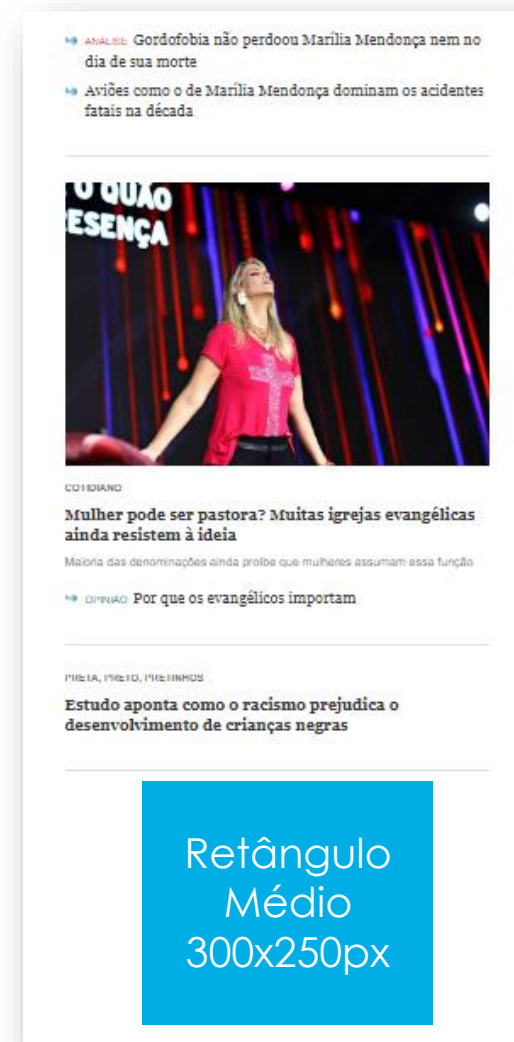 ANÁLISE Gordofobia não perdoou Marília Mendonça nem no
dia de sua morte
Aviões como o de Marília Mendonça dominam os acidentes
fatais na década
O QUÃO
ESENÇA
COTIDIANO
Mulher pode ser pastora? Muitas igrejas evangélicas
ainda resistem à ideia
Maioria das denominações ainda proíbe que mulheres assumam essa função
OPINIÃO Por que os evangélicos importam
PRETA, PRETO, PRETINHOS
Estudo aponta como o racismo prejudica o
desenvolvimento de crianças negras
Retângulo
Médio
300x250px